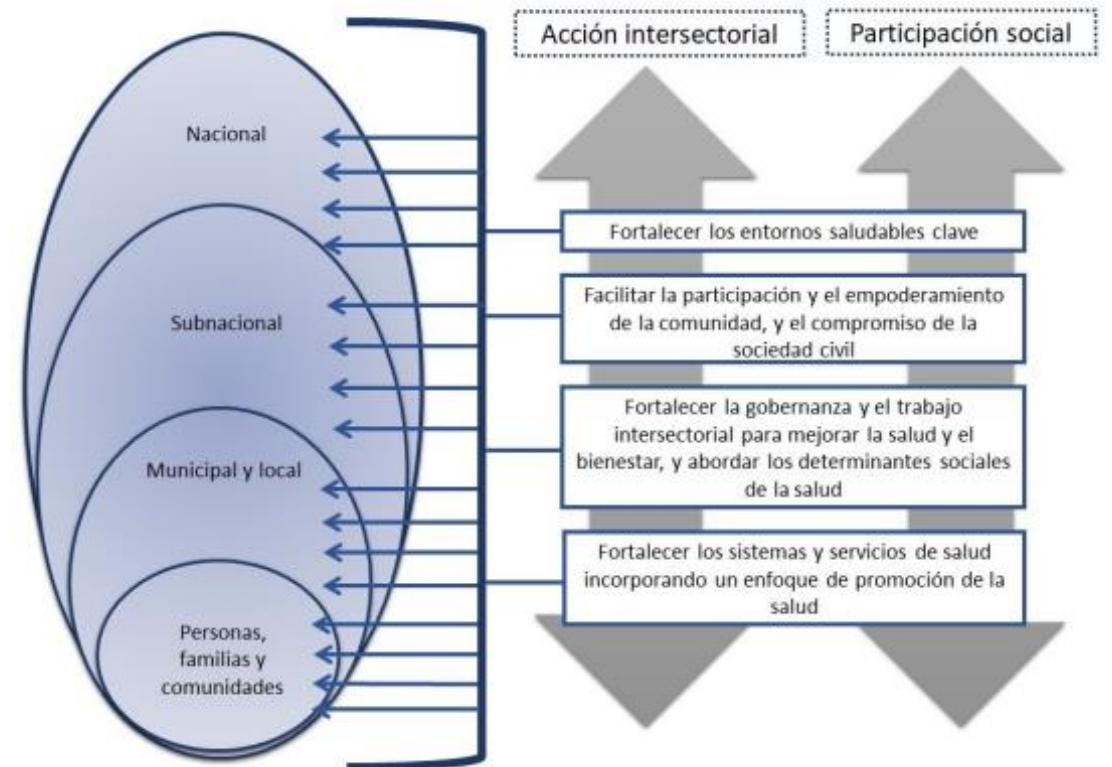 Acción intersectorial
Participación social
Nacional
Subnacional
Municipal y local
Personas,
familias y
comunidades
Fortalecer los entornos saludables clave
Facilitar la participación y el empoderamiento
de la comunidad, y el compromiso de la
sociedad civil
Fortalecer la gobernanza y el trabajo
intersectorial para mejorar la salud y el
bienestar, y abordar los determinantes sociales
de la salud
Fortalecer los sistemas y servicios de salud
incorporando un enfoque de promoción de la
salud